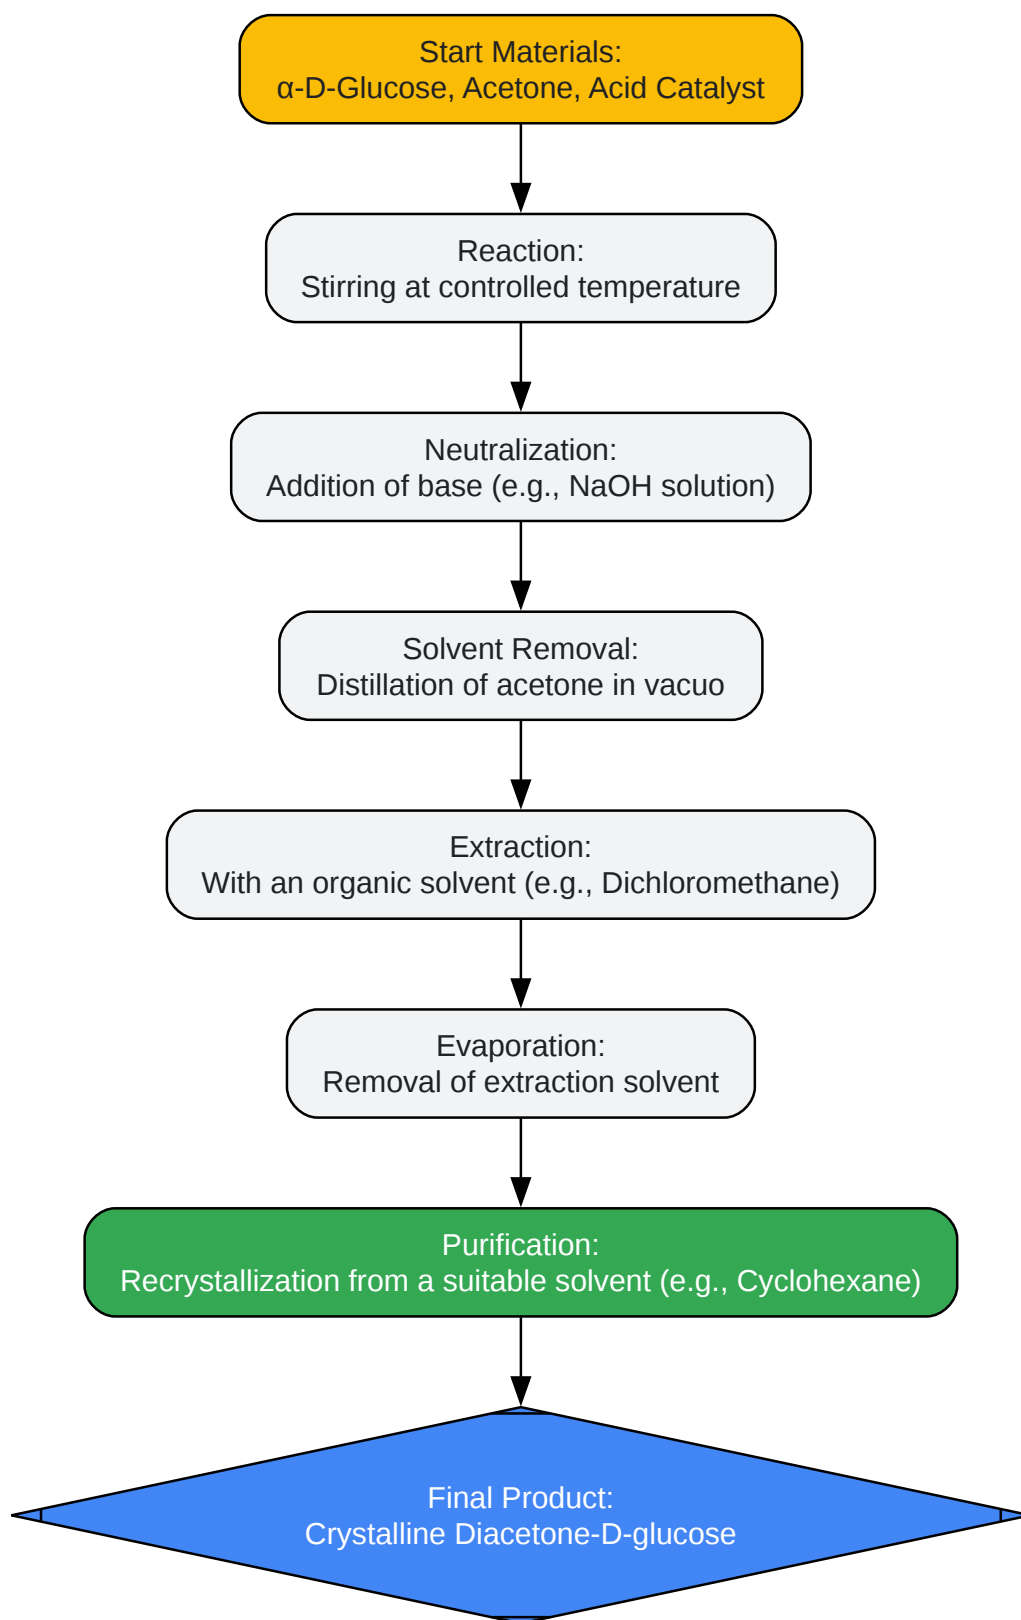 Start Materials:
α-D-Glucose, Acetone, Acid Catalyst
Reaction:
Stirring at controlled temperature
Neutralization:
Addition of base (e.g., NaOH solution)
Solvent Removal:
Distillation of acetone in vacuo
Extraction:
With an organic solvent (e.g., Dichloromethane)
Evaporation:
Removal of extraction solvent
Purification:
Recrystallization from a suitable solvent (e.g., Cyclohexane)
Final Product:
Crystalline Diacetone-D-glucose